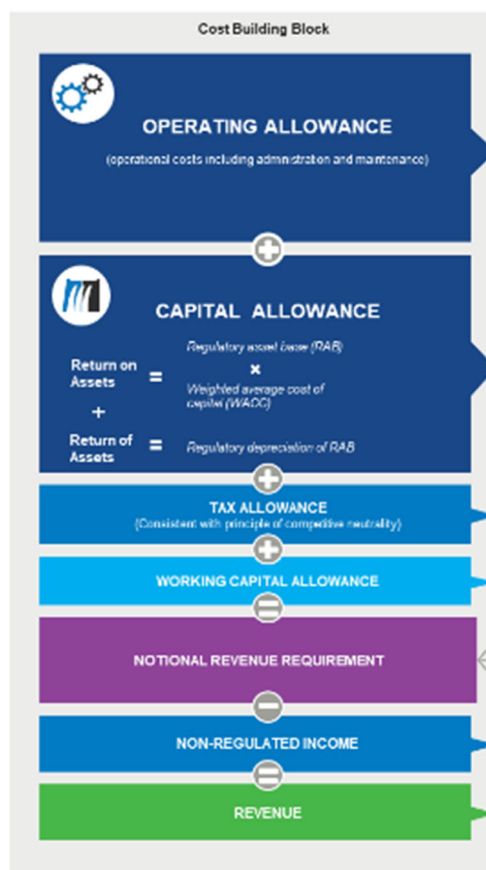 Cost Building Block
OPERATING ALLOWANCE
(operational costs including administration and maintenance)
+
CAPITAL ALLOWANCE
Return on
Assets
=
Regulatory asset base (RAB)
×
Weighted average cost of
capital (WACC)
+
Return of
Assets
=
Regulatory depreciation of RAB
+
TAX ALLOWANCE
(Consistent with principle of competitive neutrality)
+
WORKING CAPITAL ALLOWANCE
=
NOTIONAL REVENUE REQUIREMENT
−
NON-REGULATED INCOME
=
REVENUE